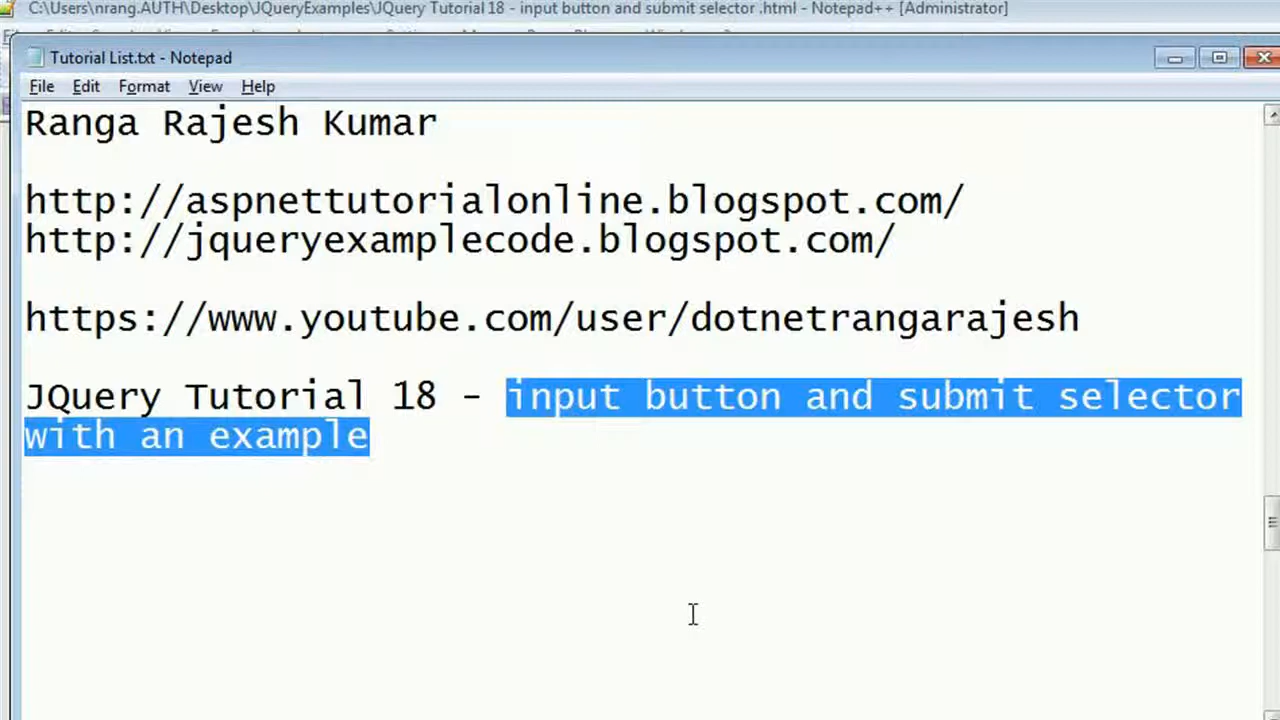 C:\Users\nrang.AUTH\Desktop\JQueryExamples\JQuery Tutorial 18 - input button and submit selector .html - Notepad++ [Administrator]
Tutorial List.txt - Notepad
File Edit Format View Help
Ranga Rajesh Kumar
http://aspnettutorialonline.blogspot.com/
http://jqueryexamplecode.blogspot.com/
https://www.youtube.com/user/dotnetrangarajesh
JQuery Tutorial 18 - input button and submit selector
with an example